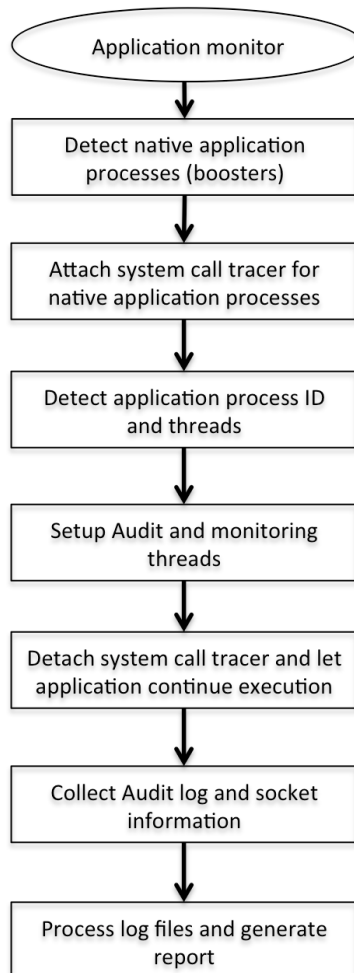 Application monitor
Detect native application
processes (boosters)
Attach system call tracer for
native application processes
Detect application process ID
and threads
Setup Audit and monitoring
threads
Detach system call tracer and let
application continue execution
Collect Audit log and socket
information
Process log files and generate
report